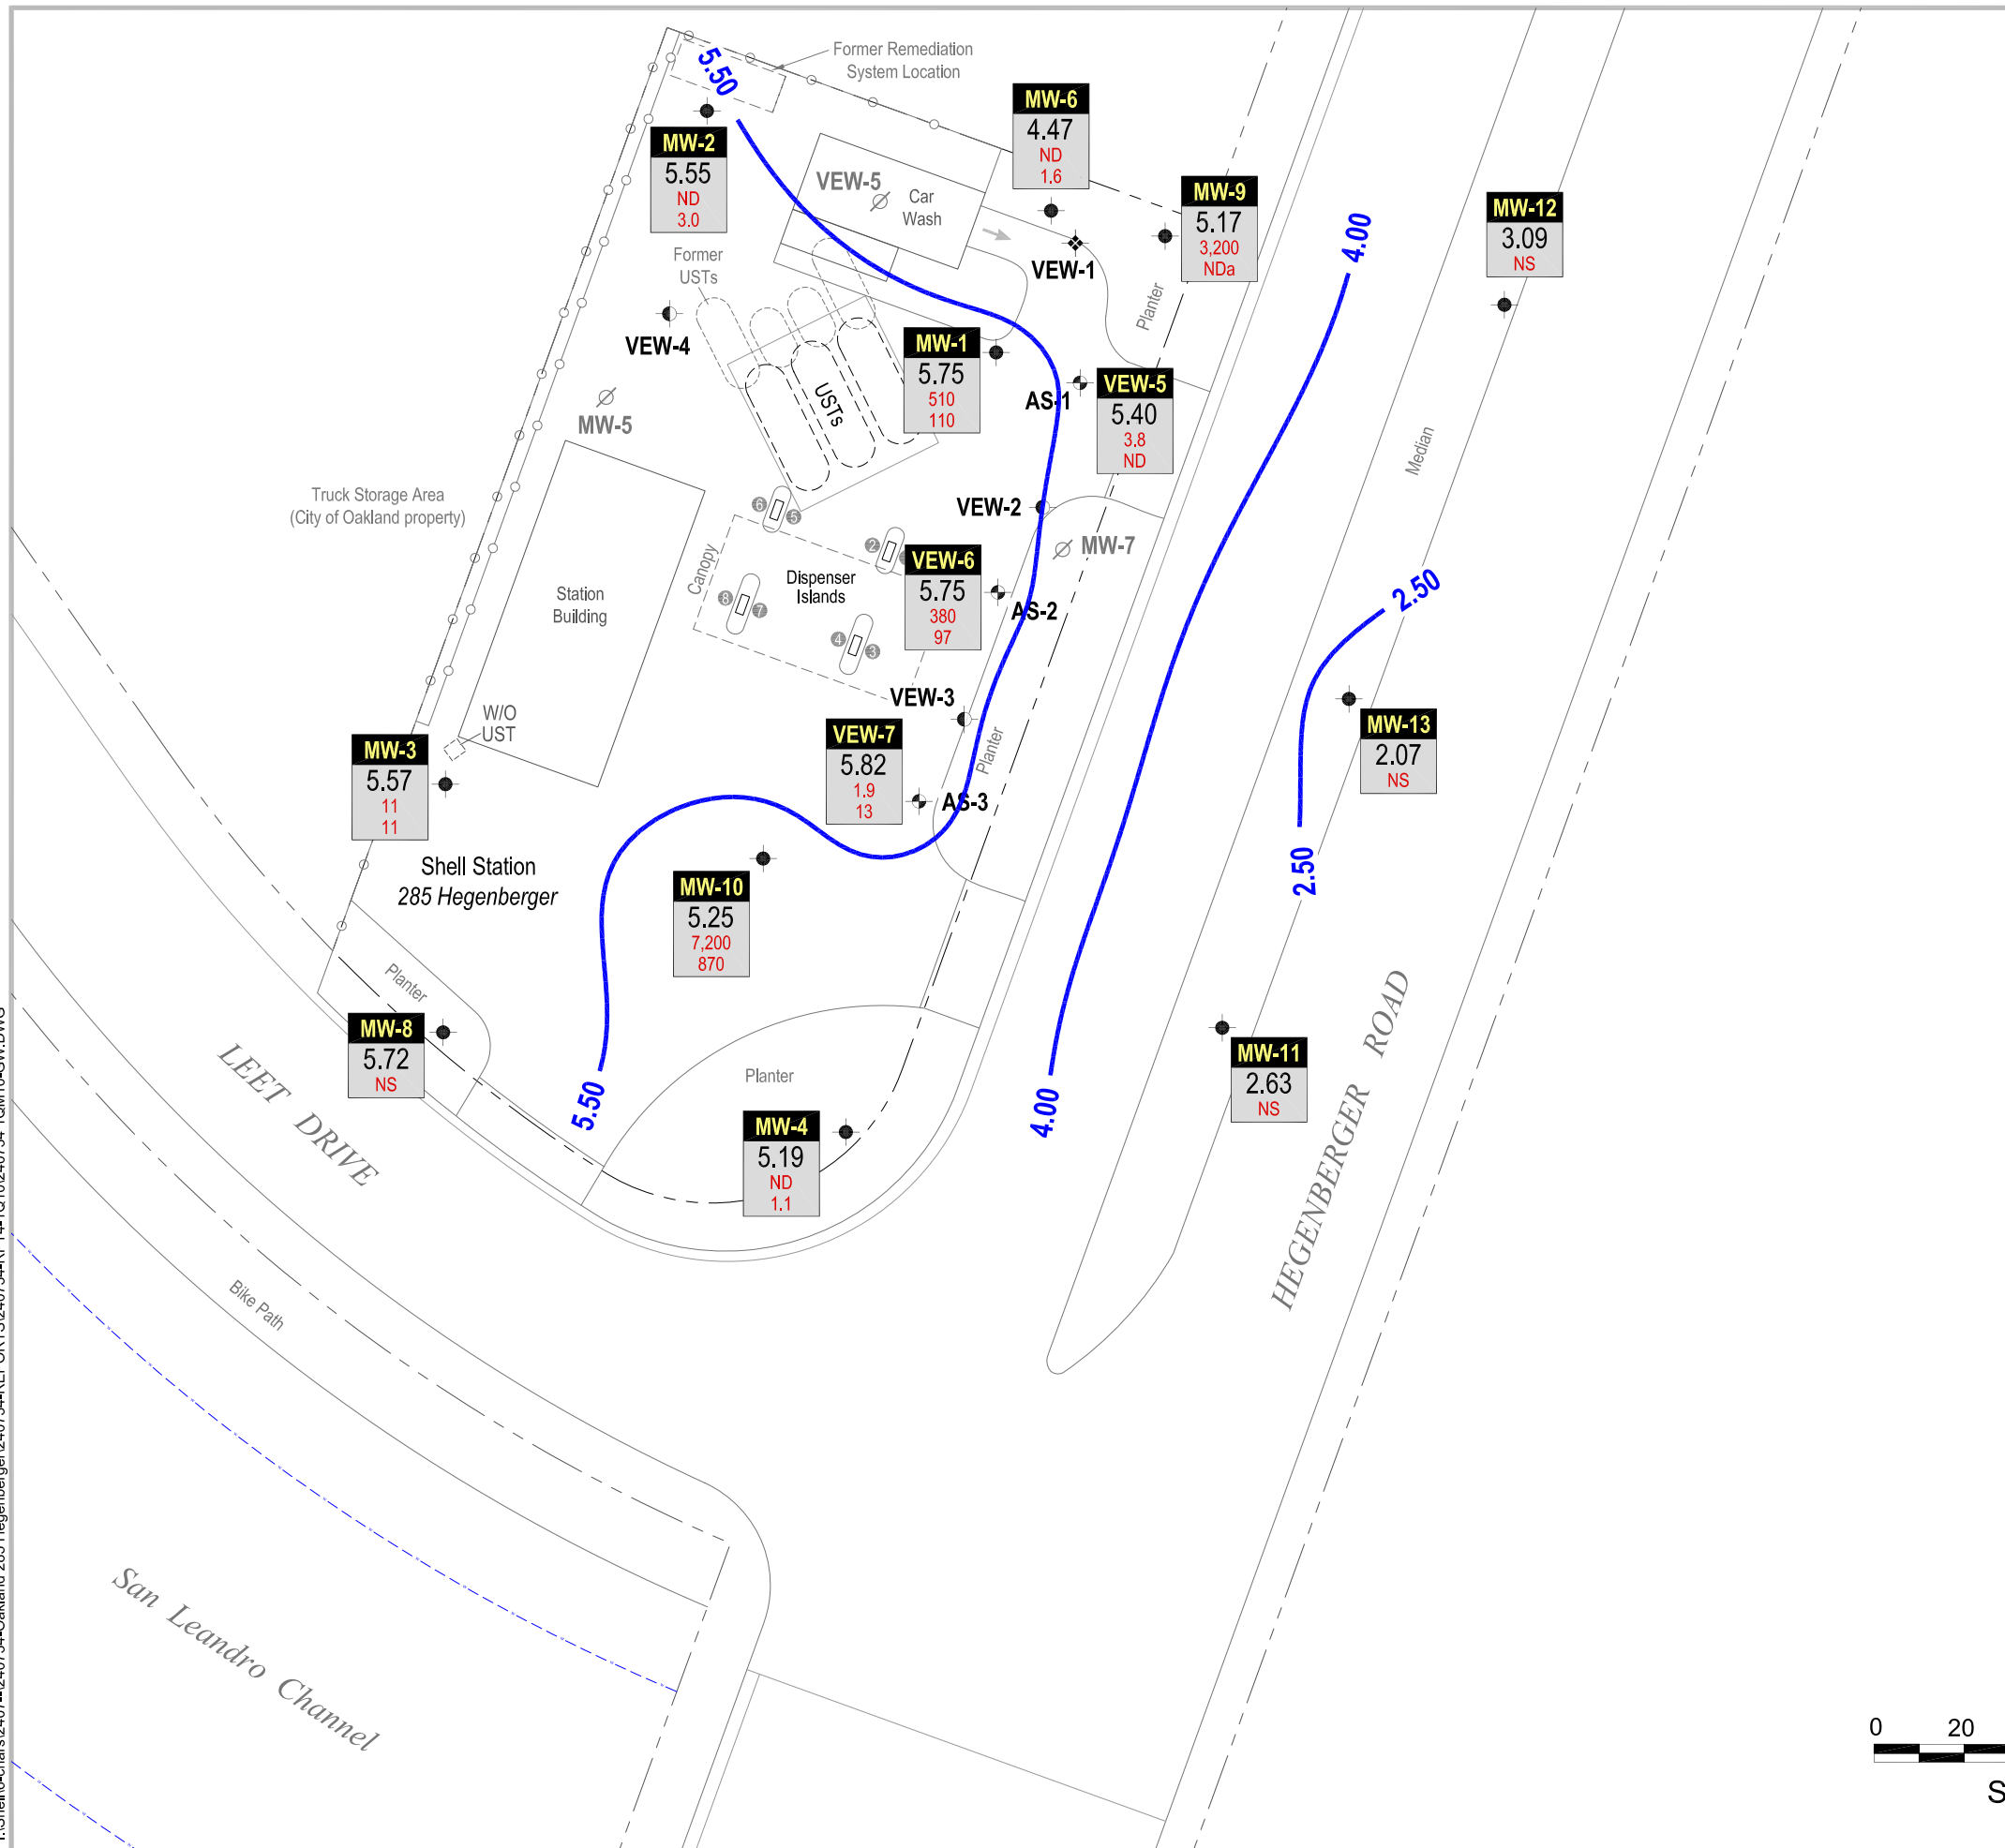 Former Remediation
System Location
5.50
MW-6
4.47
ND
1.6
MW-2
5.55
ND
3.0
VEW-5
Car
Wash
MW-9
5.17
3,200
NDa
MW-12
3.09
NS
4.00
Former
USTs
VEW-1
Planter
VEW-4
MW-1
5.75
510
110
USTs
AS-1
VEW-5
5.40
3.8
ND
MW-5
Median
Truck Storage Area
(City of Oakland property)
6
5
VEW-2
MW-7
2
Canopy
Dispenser
Islands
VEW-6
5.75
380
97
AS-2
2.50
Station
Building
8
7
4
3
VEW-3
W/O
UST
MW-13
2.07
NS
MW-3
5.57
11
11
VEW-7
5.82
1.9
13
Planter
AS-3
Shell Station
285 Hegenberger
2.50
MW-10
5.25
7,200
870
Planter
MW-8
5.72
NS
LEET DRIVE
5.50
Planter
4.00
MW-11
2.63
NS
HEGENBERGER ROAD
MW-4
5.19
ND
1.1
Bike Path
San Leandro Channel
0 20
S